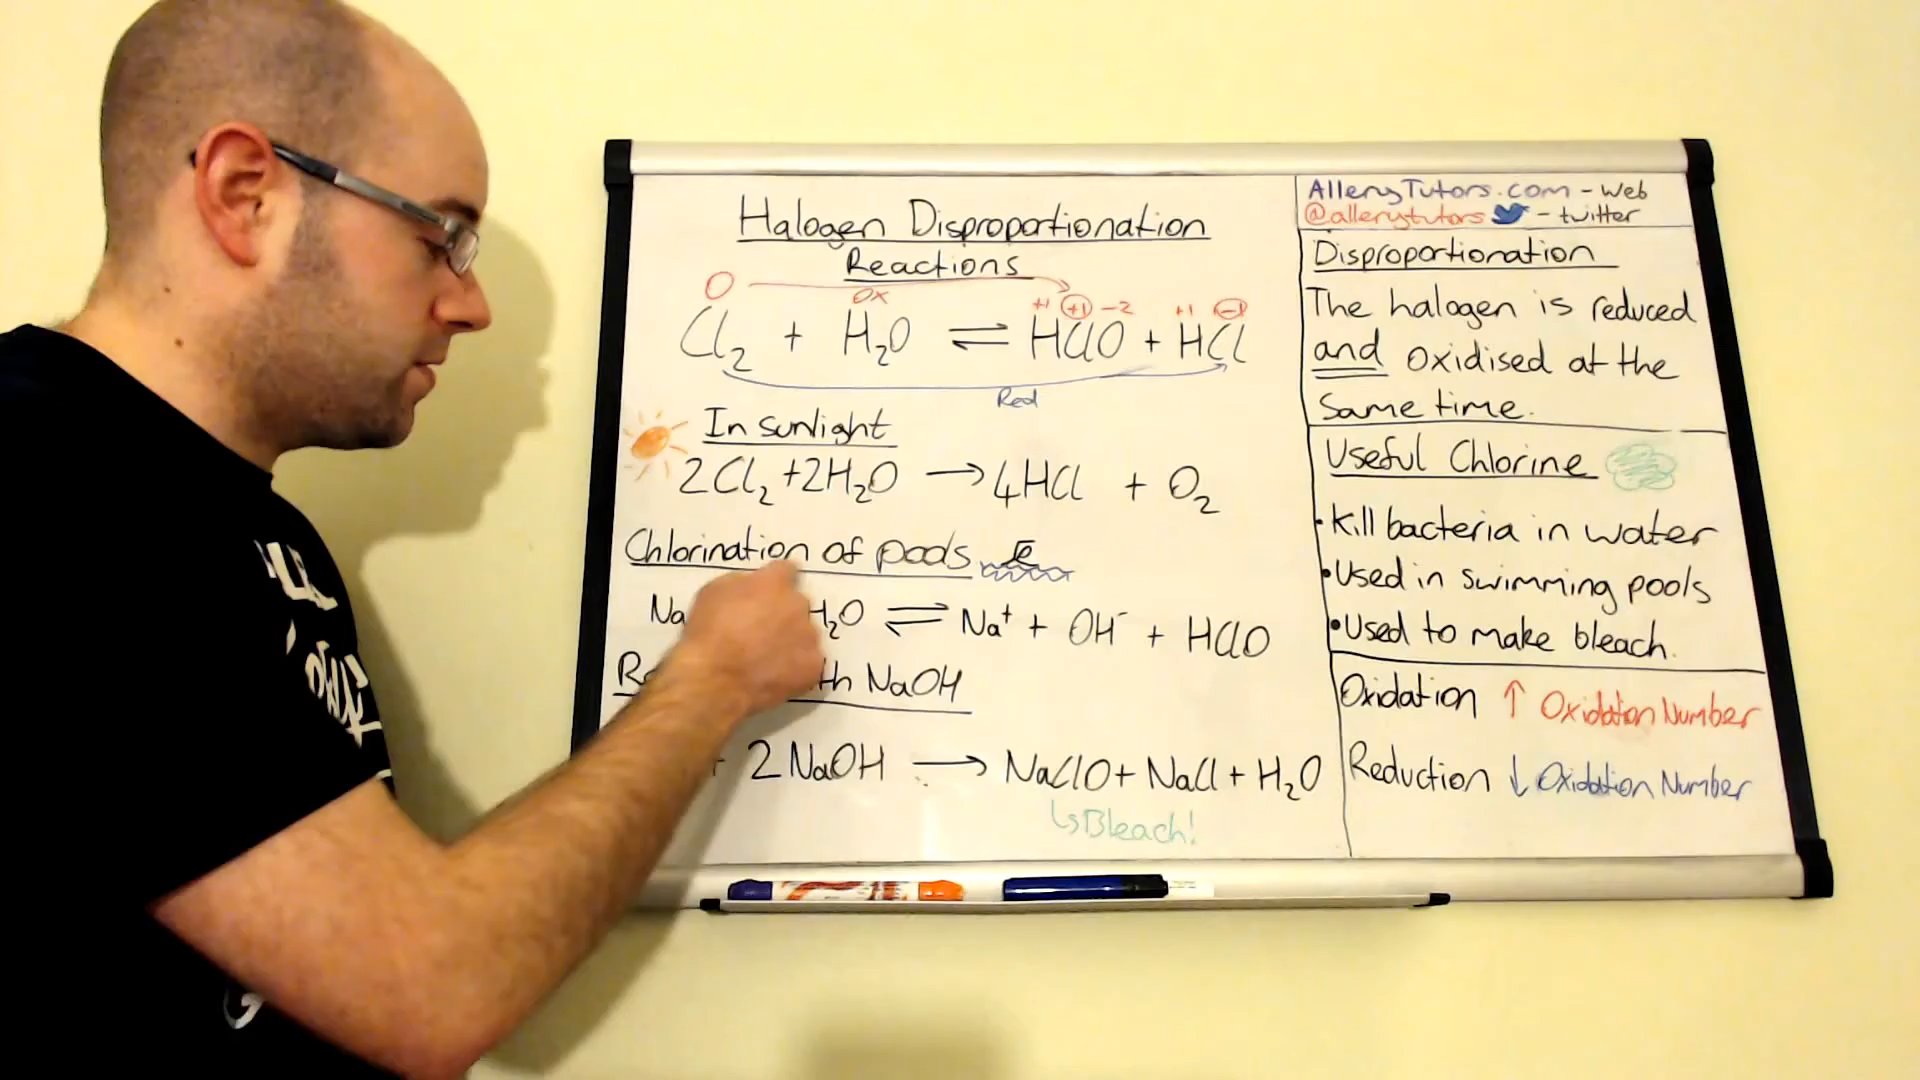 Halogen Disproportionation
Reactions
O Ox +1 +1 -2 +1 -1
Cl2 + H2O ⇌ HClO + HCl
Red
In sunlight
2Cl2 +2H2O → 4HCl + O2
Chlorination of pools
Na H2O ⇌ Na+ + OH- + HClO
NaOH
+ 2NaOH → NaClO + NaCl + H2O
↳Bleach!
AlleryTutors.com - Web
@allerytutors - twitter
Disproportionation
The halogen is reduced
and oxidised at the
same time.
Useful Chlorine
•Kill bacteria in water
•Used in swimming pools
•Used to make bleach.
Oxidation ↑ Oxidation Number
Reduction ↓ Oxidation Number